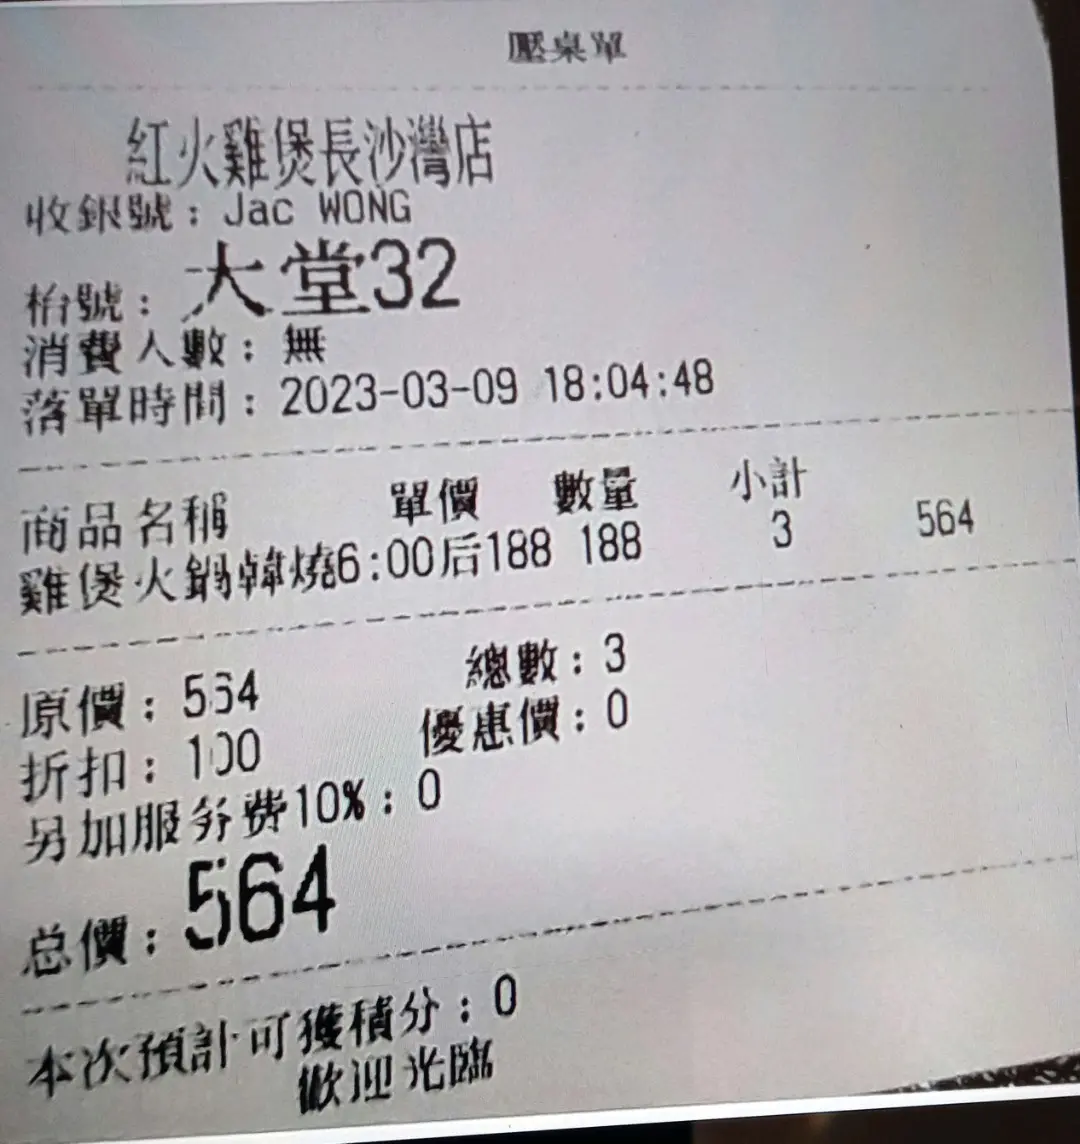 壓桌單
紅火雞煲長沙灣店
收銀號：Jac WONG
枱號：大堂32
消費人數：無
落單時間：2023-03-09 18:04:48
商品名稱 單價 數量 小計
雞煲火鍋韓燒6:00后188 188 3 564
原價：564 總數：3
折扣：100 優惠價：0
另加服务费10%：0
总價：564
本次預計可獲積分：0
歡迎光臨